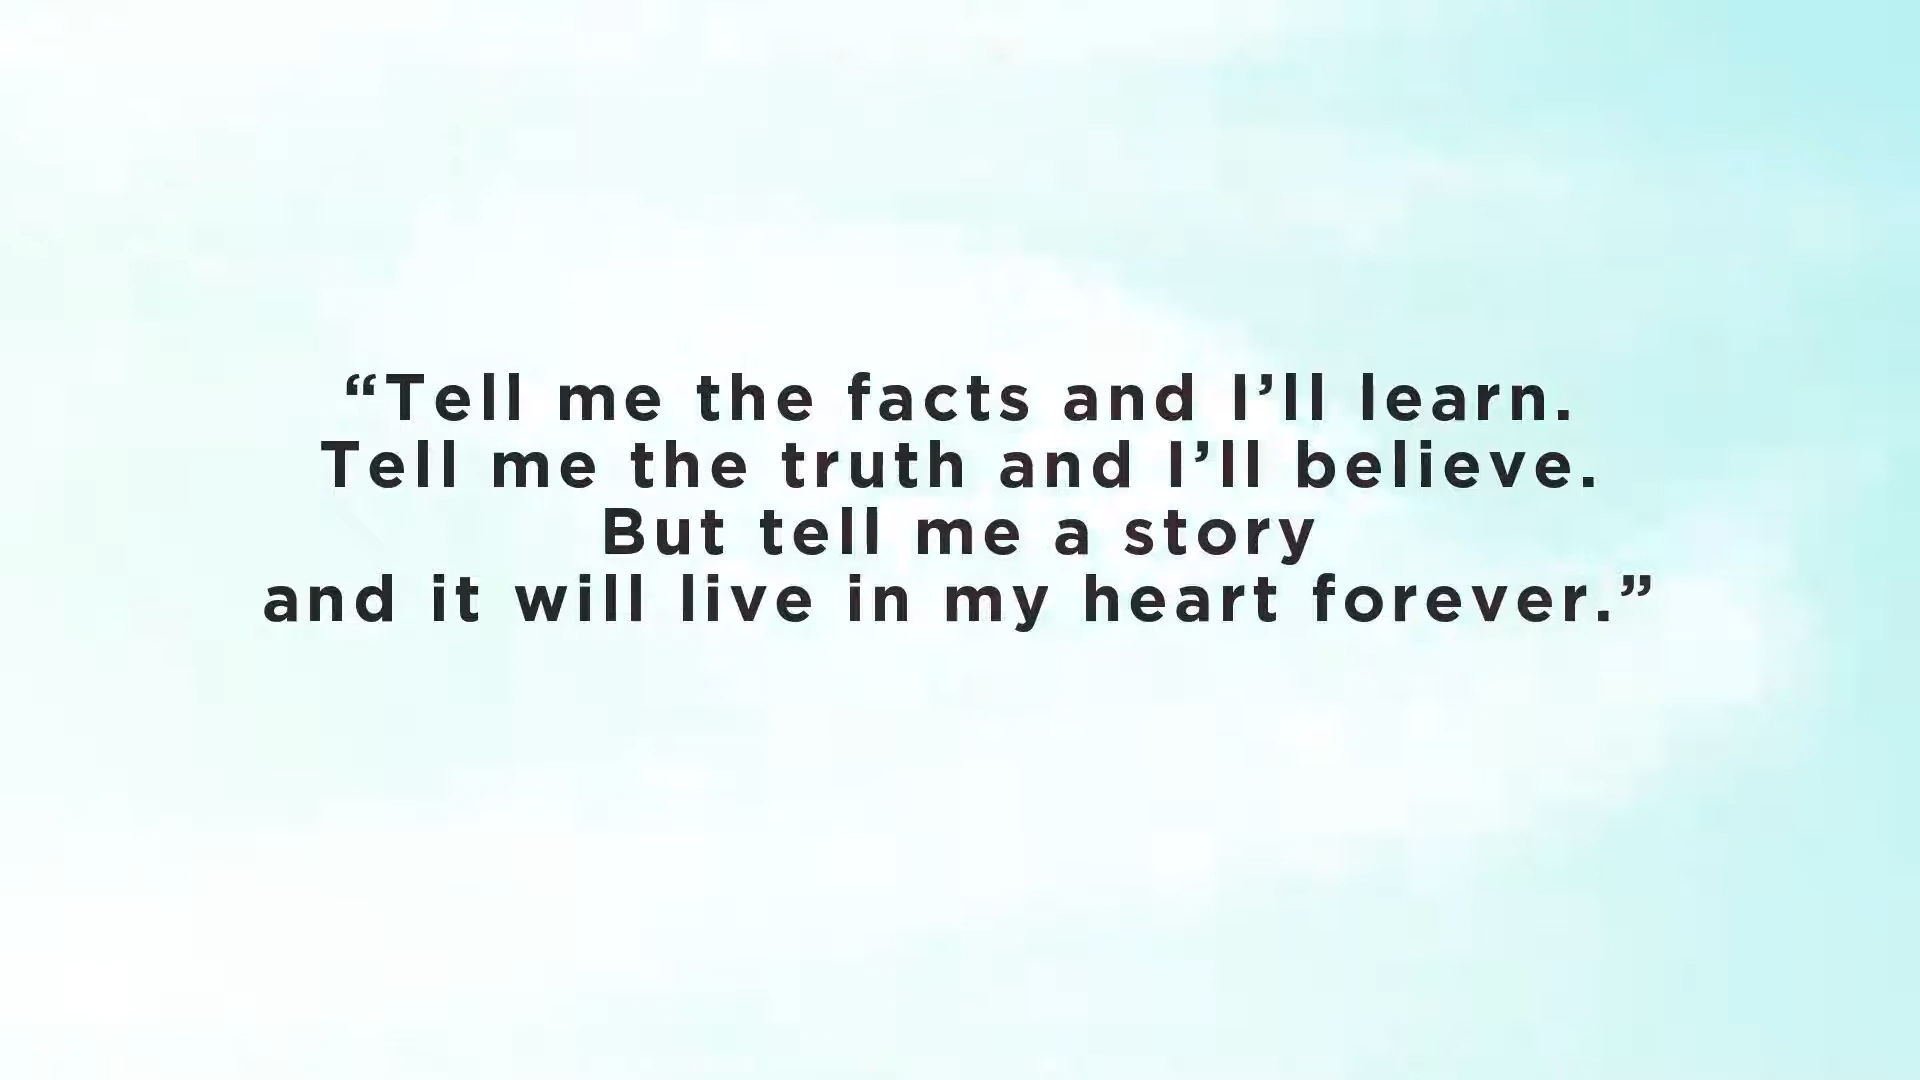 “Tell me the facts and I’ll learn.
Tell me the truth and I’ll believe.
But tell me a story
and it will live in my heart forever.”